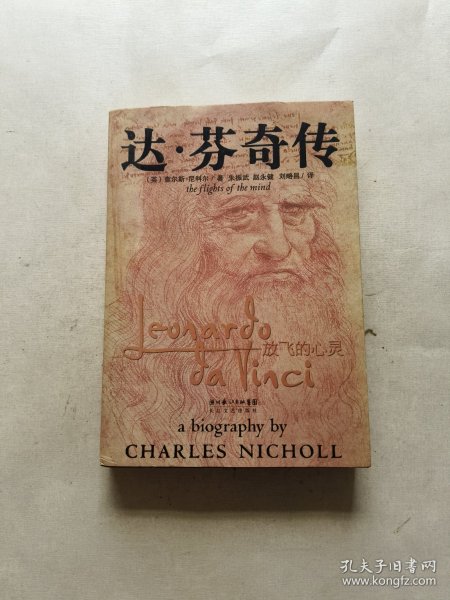 达·芬奇传
（英）查尔斯·尼科尔/著 朱振武 赵永健 刘略昌/译
the flights of the mind
Leonardo
放飞的心灵
da Vinci
长江文艺出版社
a biography by
CHARLES NICHOLL
孔夫子旧书网
www.kongfz.com